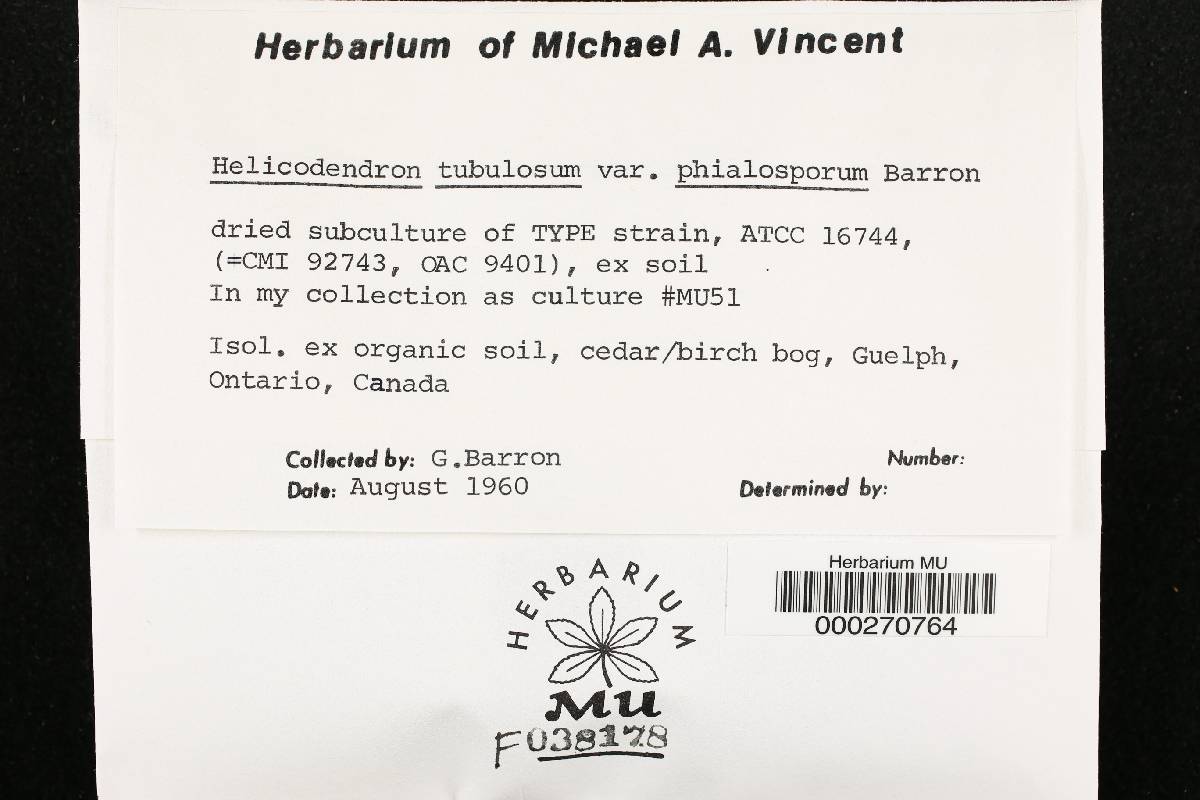 Herbarium of Michael A. Vincent
Helicodendron tubulosum var. phialosporum Barron
dried subculture of TYPE strain, ATCC 16744,
(=CMI 92743, OAC 9401), ex soil
In my collection as culture #MU51
Isol. ex organic soil, cedar/birch bog, Guelph,
Ontario, Canada
Collected by: G.Barron
Number:
Date: August 1960
Determined by:
Herbarium MU
000270764
HERBARIUM
MU
F038178